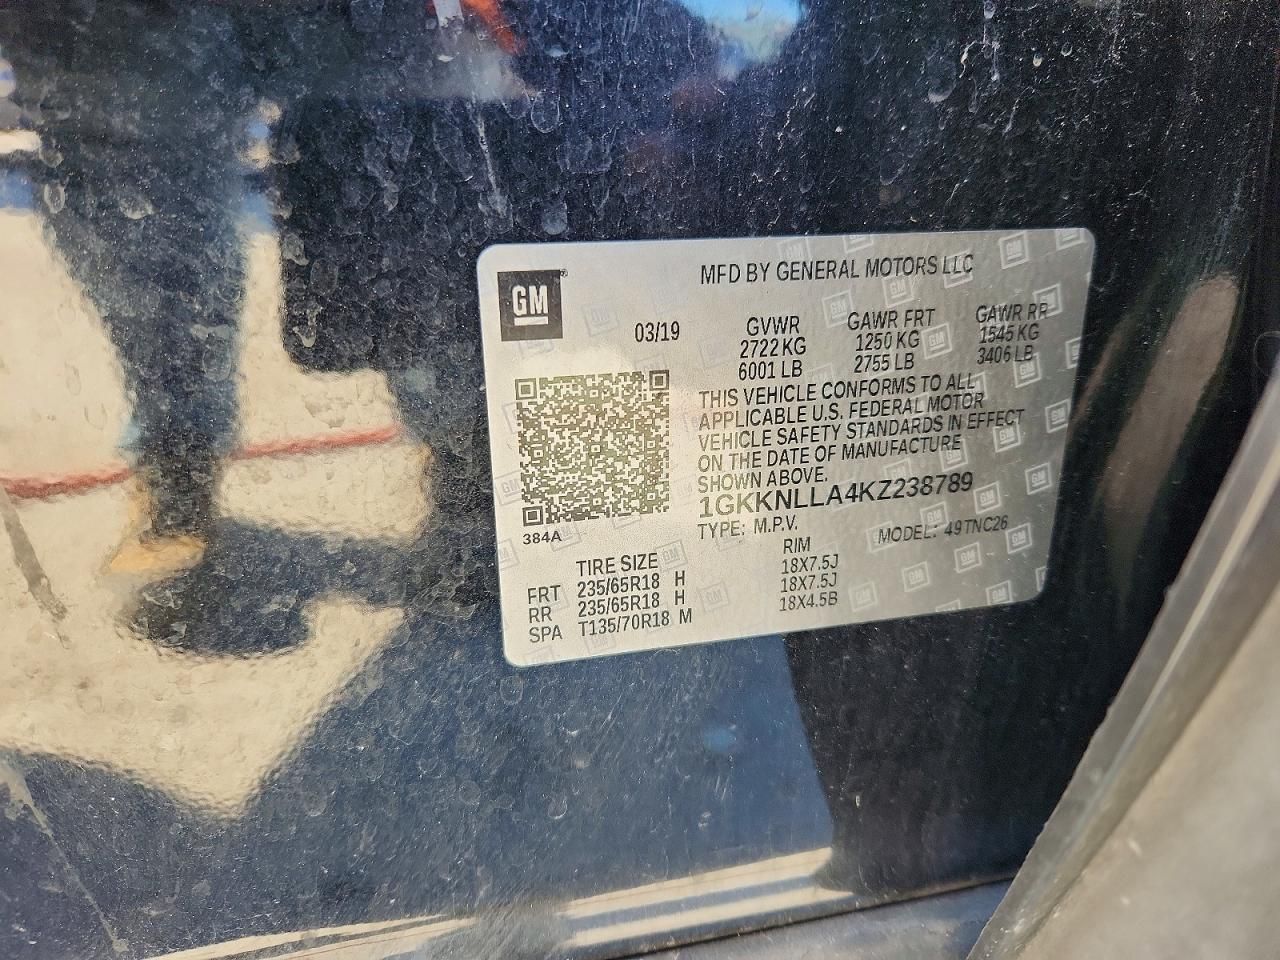 GM
MFD BY GENERAL MOTORS LLC
03/19
GVWR GAWR FRT GAWR RR
2722 KG 1250 KG 1545 KG
6001 LB 2755 LB 3406 LB
THIS VEHICLE CONFORMS TO ALL
APPLICABLE U.S. FEDERAL MOTOR
VEHICLE SAFETY STANDARDS IN EFFECT
ON THE DATE OF MANUFACTURE
SHOWN ABOVE.
1GKKNLLA4KZ238789
384A
TYPE: M.P.V. MODEL: 49TNC26
TIRE SIZE RIM
FRT 235/65R18 H 18X7.5J
RR 235/65R18 H 18X7.5J
SPA T135/70R18 M 18X4.5B